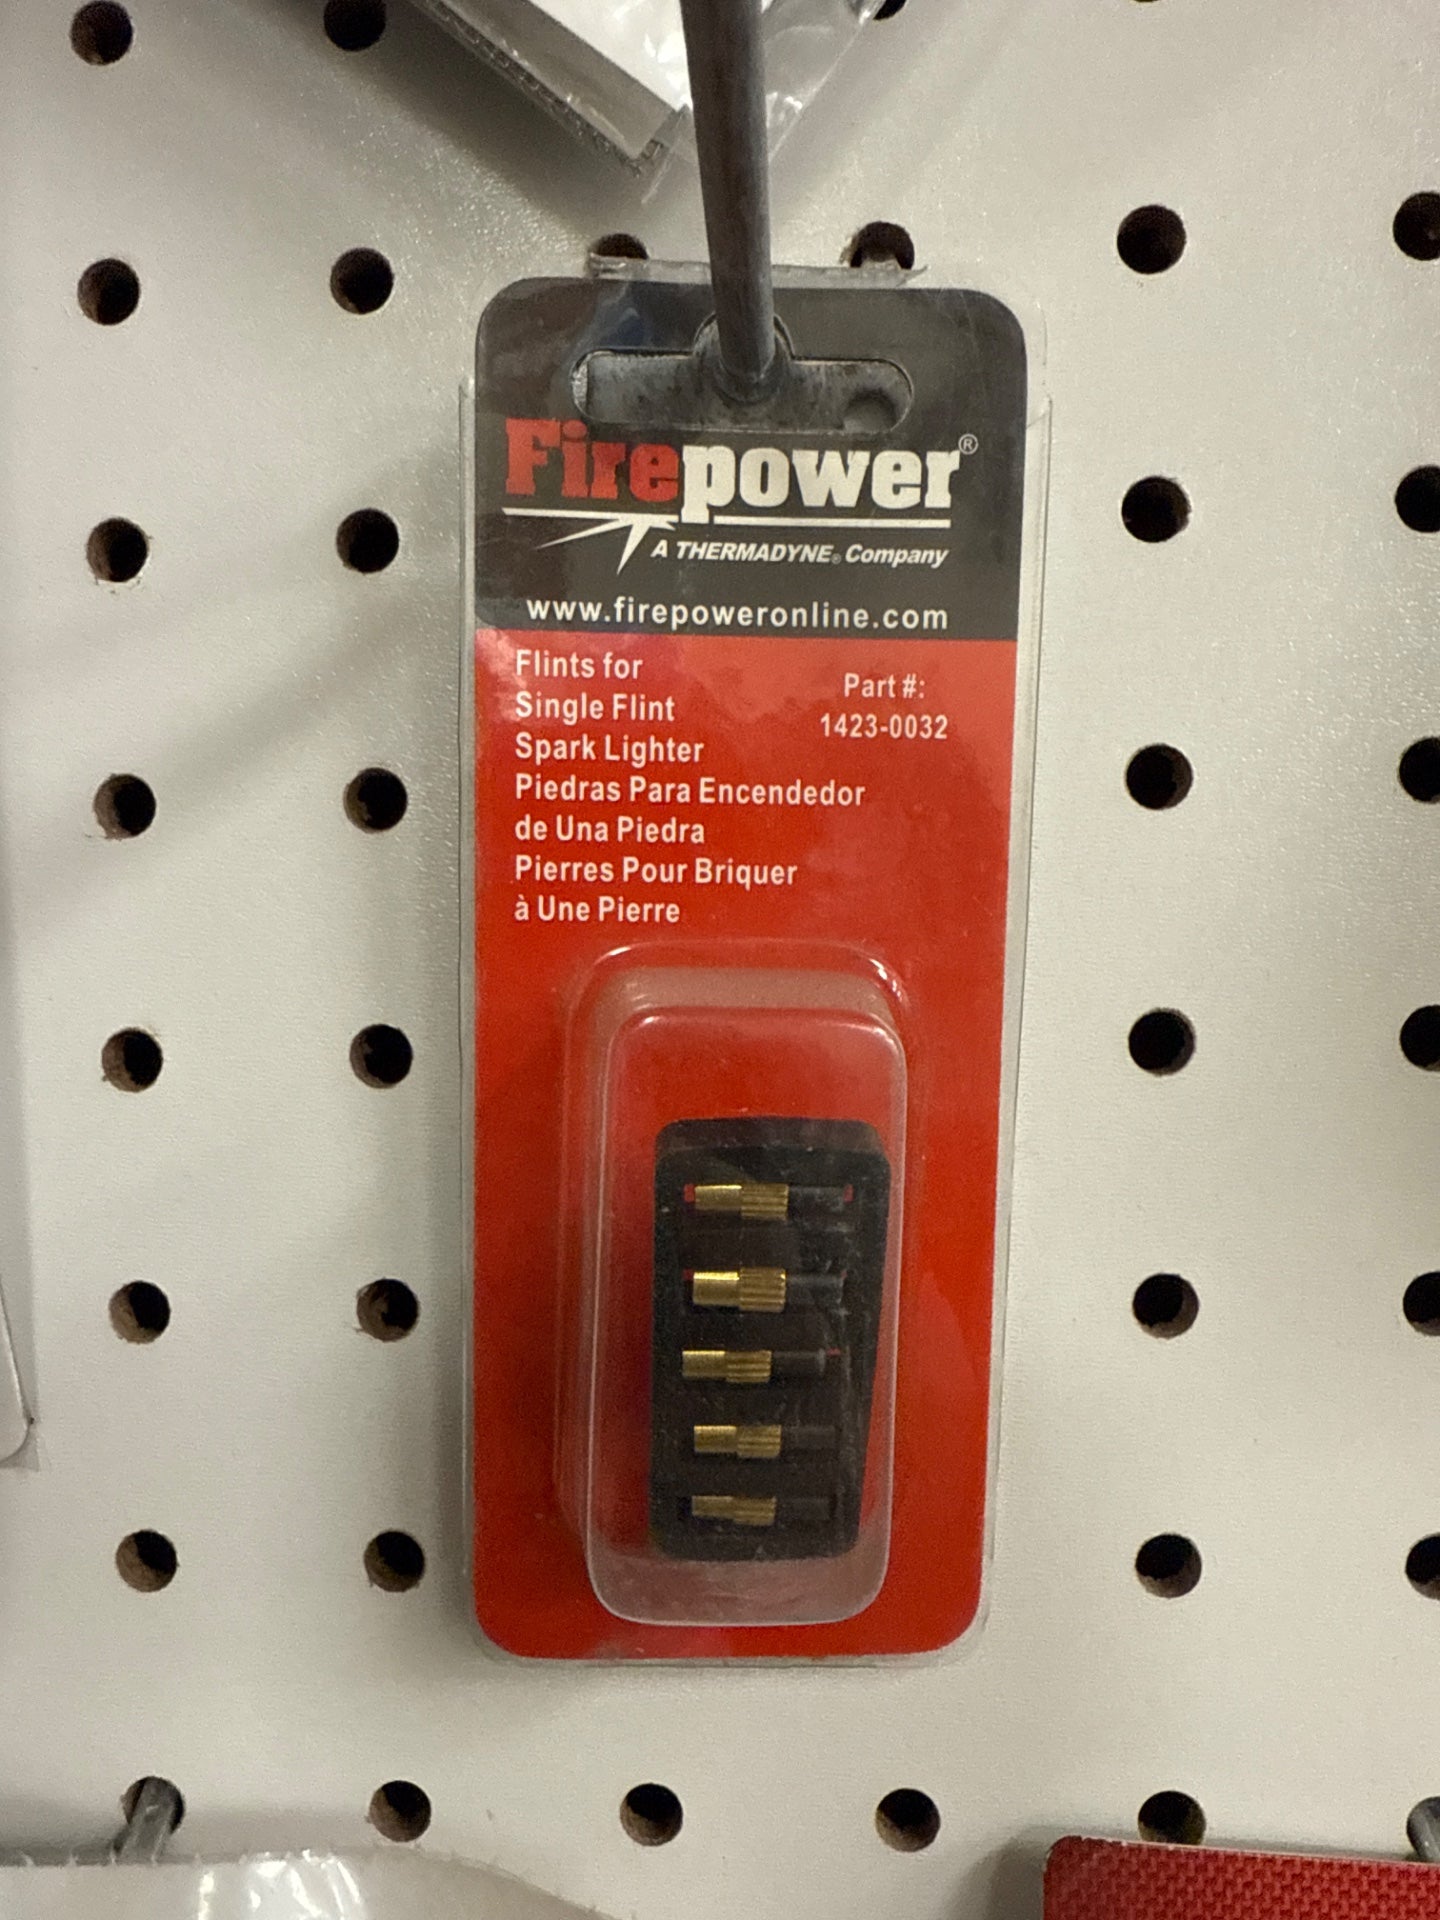 Firepower®
A THERMADYNE® Company
www.firepoweronline.com
Flints for
Single Flint
Spark Lighter
Piedras Para Encendedor
de Una Piedra
Pierres Pour Briquer
à Une Pierre
Part #:
1423-0032